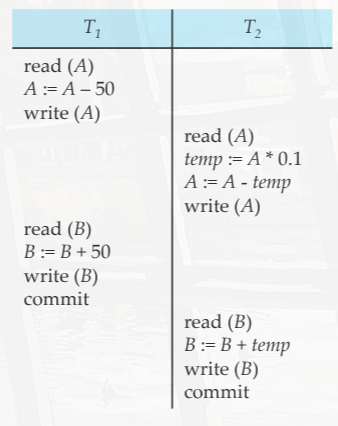 T1 T2
read (A)
A := A – 50
write (A)
read (A)
temp := A * 0.1
A := A - temp
write (A)
read (B)
B := B + 50
write (B)
commit
read (B)
B := B + temp
write (B)
commit